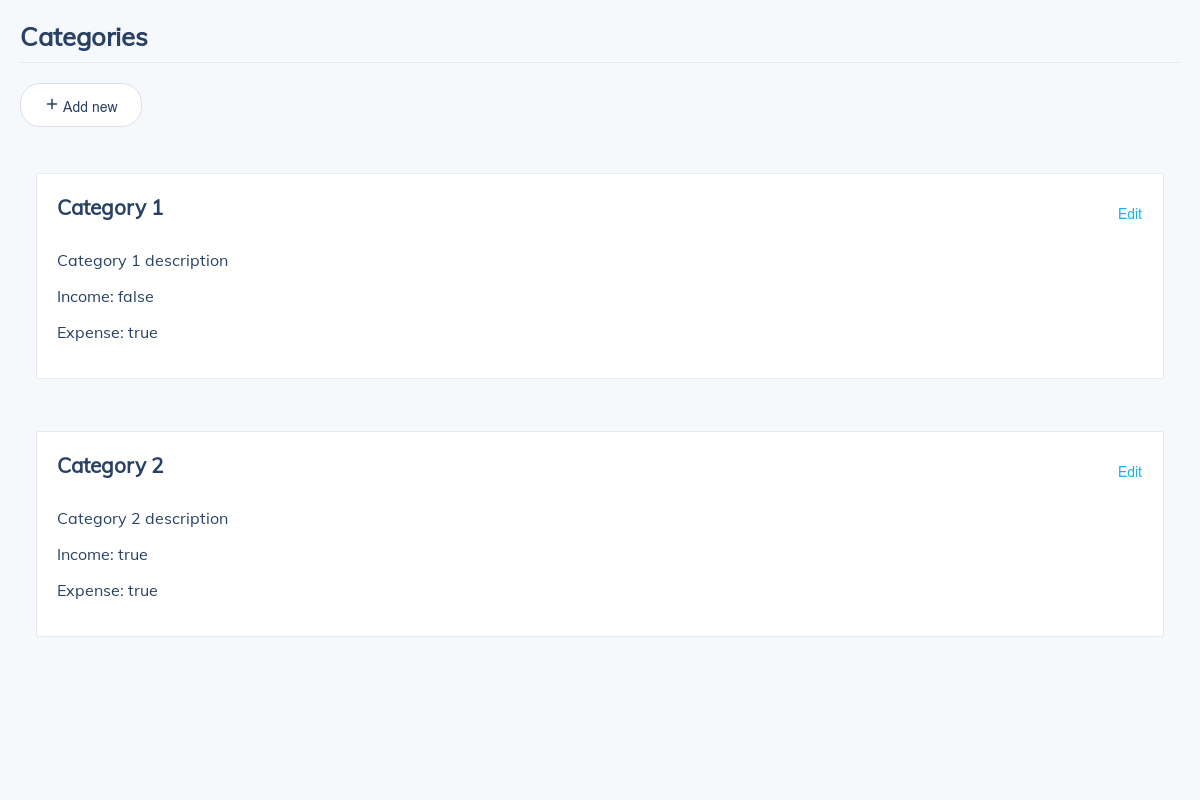 Categories
+ Add new
Category 1
Edit
Category 1 description
Income: false
Expense: true
Category 2
Edit
Category 2 description
Income: true
Expense: true